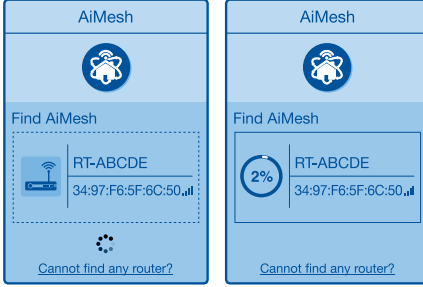 AiMesh
Find AiMesh
RT-ABCDE
34:97:F6:5F:6C:50
Cannot find any router?
AiMesh
Find AiMesh
2%
RT-ABCDE
34:97:F6:5F:6C:50
Cannot find any router?